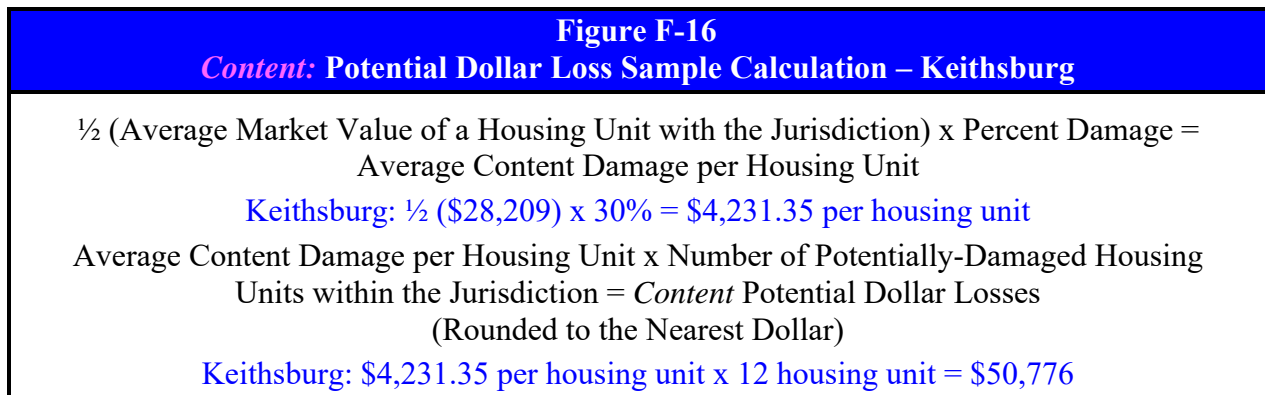 Figure F-16
Content: Potential Dollar Loss Sample Calculation – Keithsburg
½ (Average Market Value of a Housing Unit with the Jurisdiction) x Percent Damage =
Average Content Damage per Housing Unit
Keithsburg: ½ ($28,209) x 30% = $4,231.35 per housing unit
Average Content Damage per Housing Unit x Number of Potentially-Damaged Housing
Units within the Jurisdiction = Content Potential Dollar Losses
(Rounded to the Nearest Dollar)
Keithsburg: $4,231.35 per housing unit x 12 housing unit = $50,776